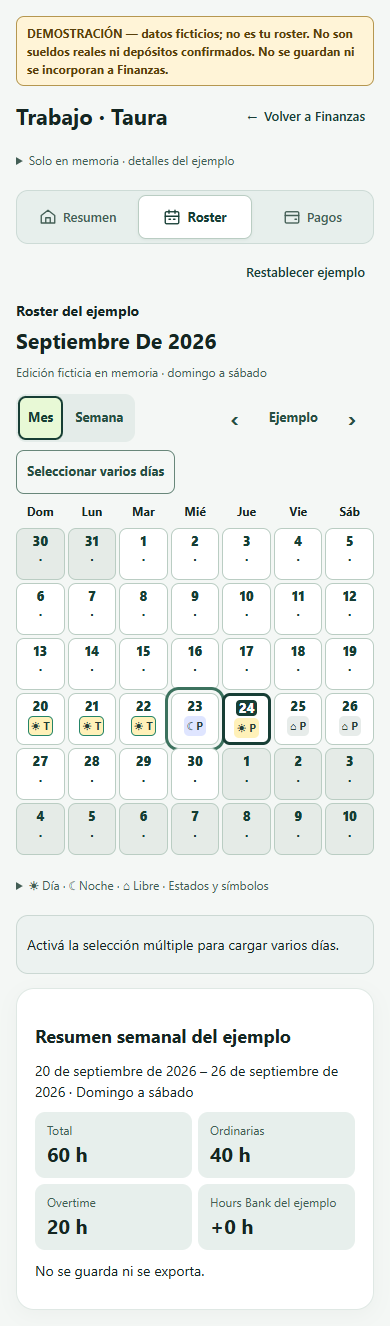 DEMOSTRACIÓN — datos ficticios; no es tu roster. No son
sueldos reales ni depósitos confirmados. No se guardan ni
se incorporan a Finanzas.
Trabajo · Taura
← Volver a Finanzas
▶ Solo en memoria · detalles del ejemplo
Resumen Roster Pagos
Restablecer ejemplo
Roster del ejemplo
Septiembre De 2026
Edición ficticia en memoria · domingo a sábado
Mes Semana ‹ Ejemplo ›
Seleccionar varios días
Dom Lun Mar Mié Jue Vie Sáb
30 31 1 2 3 4 5
· · · · · · ·
6 7 8 9 10 11 12
· · · · · · ·
13 14 15 16 17 18 19
· · · · · · ·
20 21 22 23 24 25 26
☀ T ☀ T ☀ T ☾ P ☀ P ⌂ P ⌂ P
27 28 29 30 1 2 3
· · · · · · ·
4 5 6 7 8 9 10
· · · · · · ·
▶ ☀ Día · ☾ Noche · ⌂ Libre · Estados y símbolos
Activá la selección múltiple para cargar varios días.
Resumen semanal del ejemplo
20 de septiembre de 2026 – 26 de septiembre de
2026 · Domingo a sábado
Total Ordinarias
60 h 40 h
Overtime Hours Bank del ejemplo
20 h +0 h
No se guarda ni se exporta.